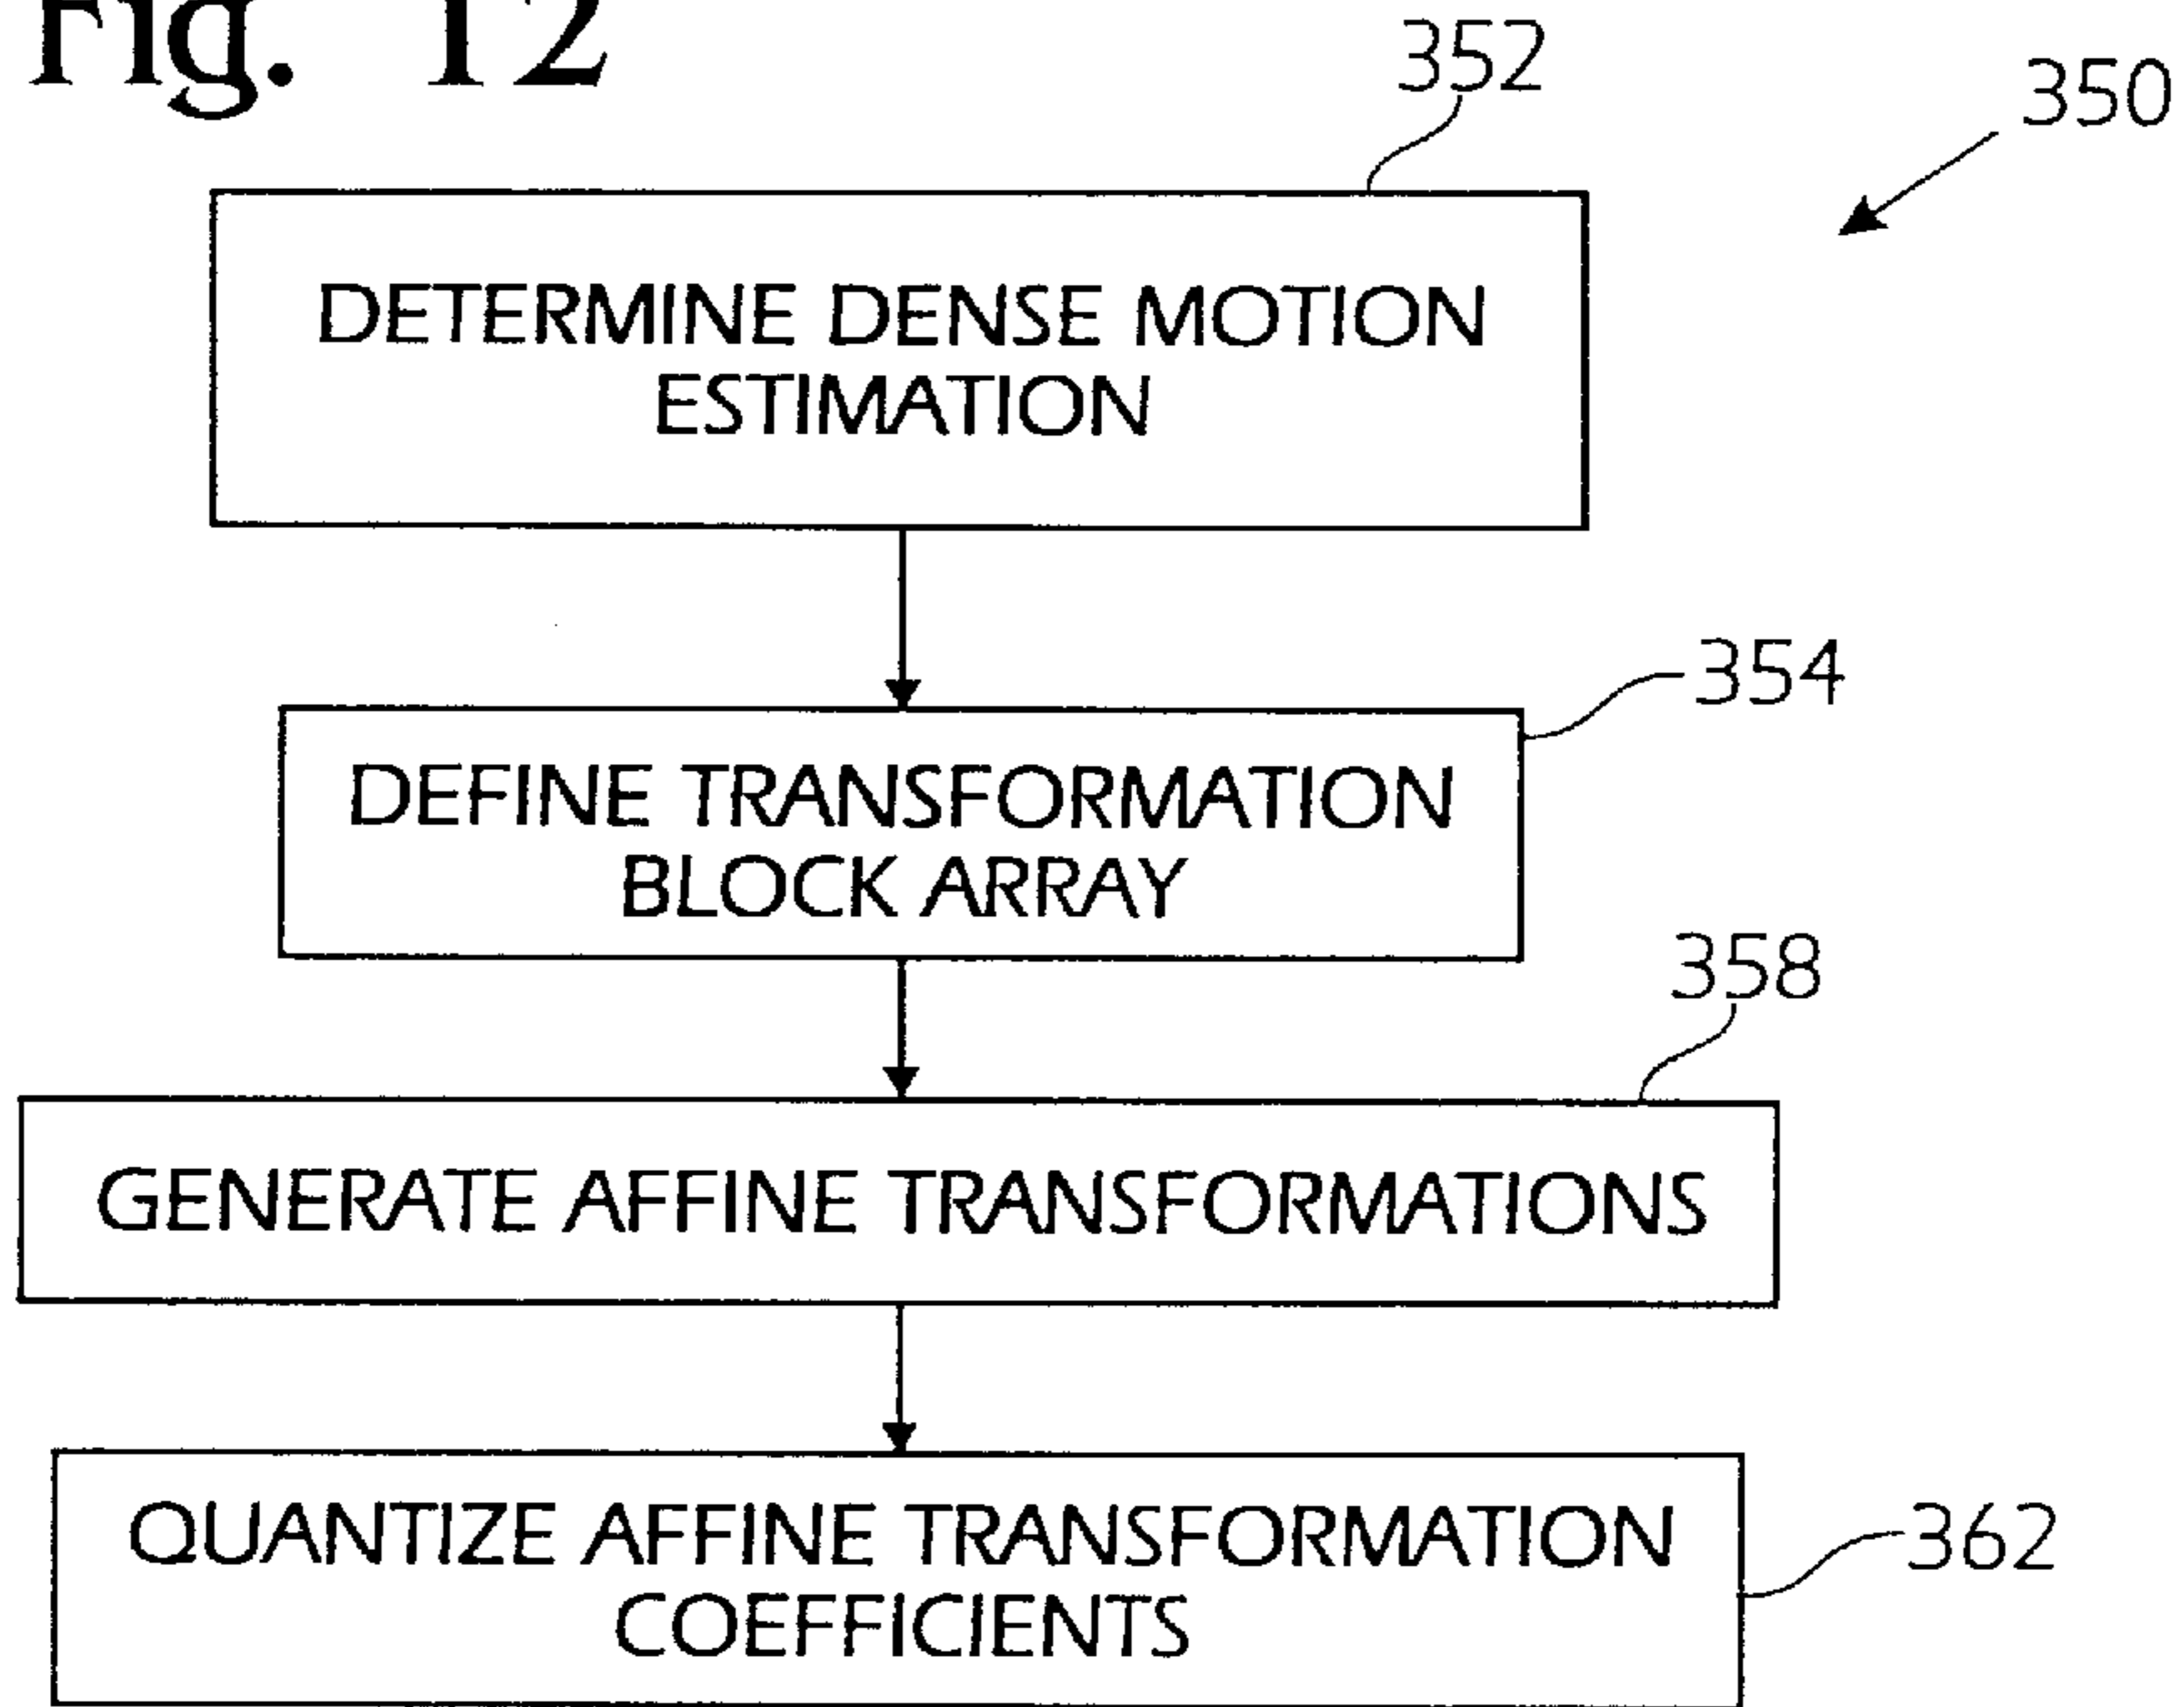 Fig. 12
352
350
DETERMINE DENSE MOTION
ESTIMATION
354
DEFINE TRANSFORMATION
BLOCK ARRAY
358
GENERATE AFFINE TRANSFORMATIONS
QUANTIZE AFFINE TRANSFORMATION
COEFFICIENTS
362